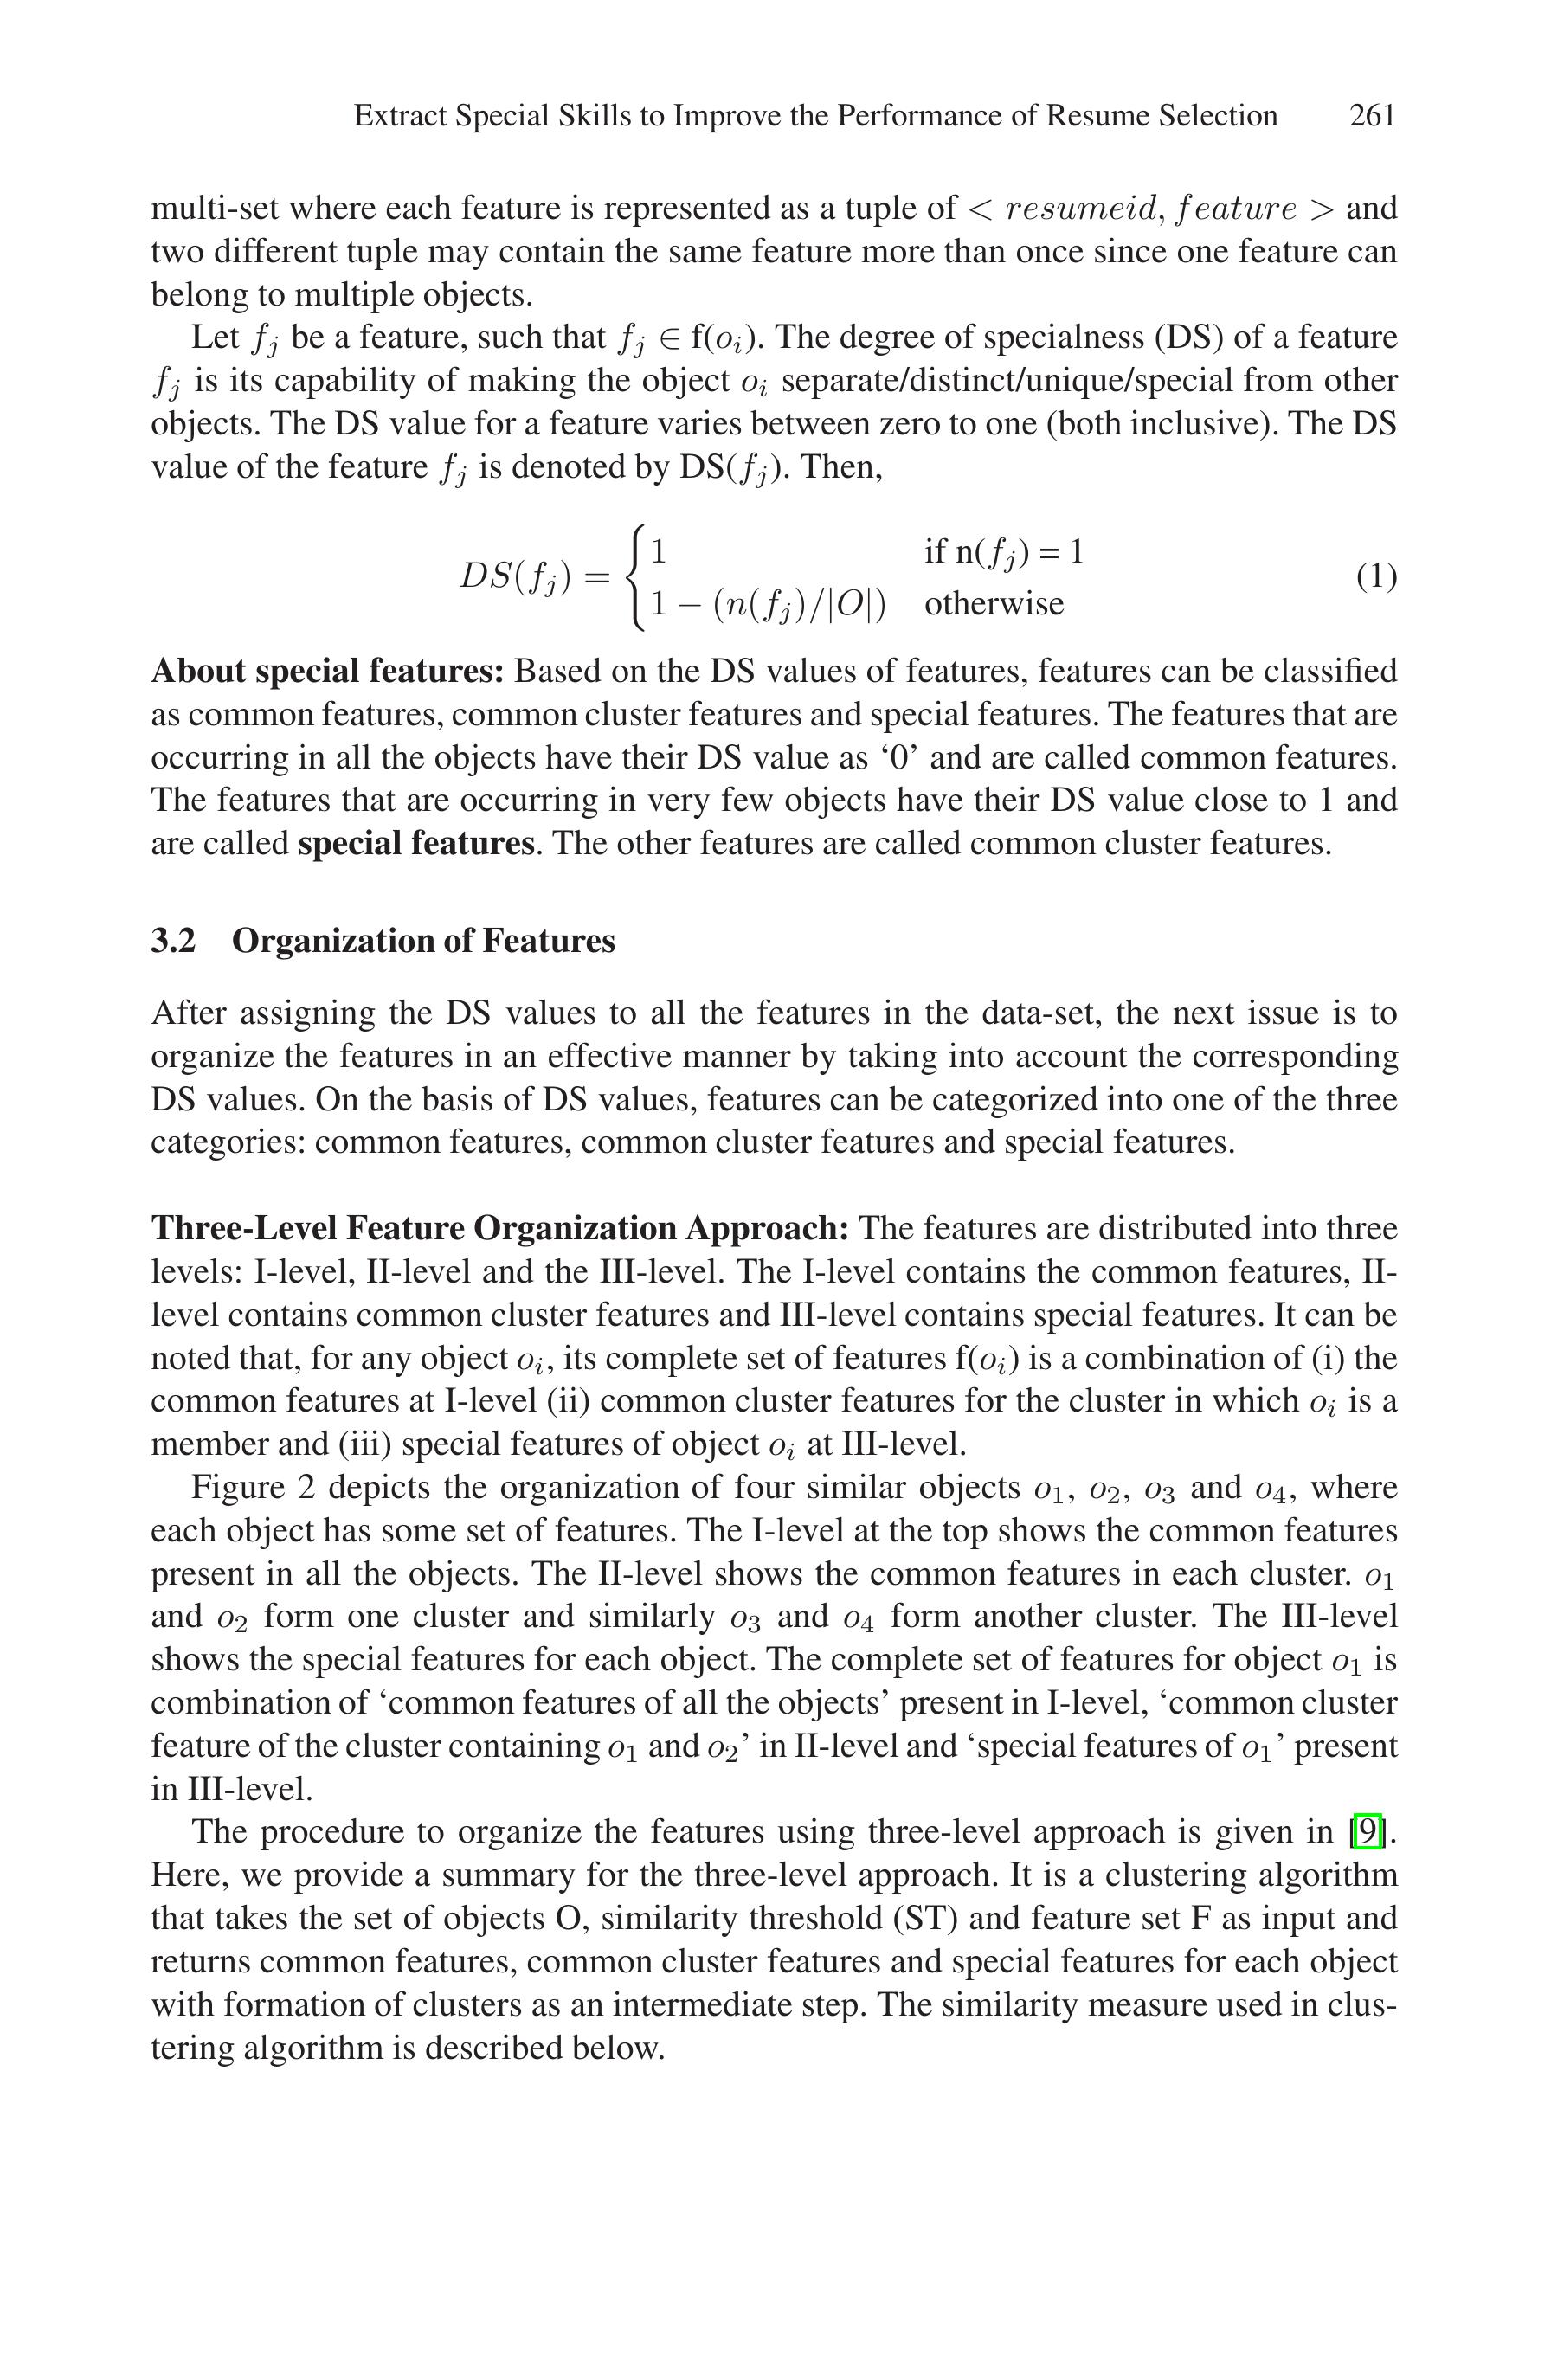 Extract Special Skills to Improve the Performance of Resume Selection 261
multi-set where each feature is represented as a tuple of < resumeid, feature > and
two different tuple may contain the same feature more than once since one feature can
belong to multiple objects.
Let f_j be a feature, such that f_j ∈ f(o_i). The degree of specialness (DS) of a feature
f_j is its capability of making the object o_i separate/distinct/unique/special from other
objects. The DS value for a feature varies between zero to one (both inclusive). The DS
value of the feature f_j is denoted by DS(f_j). Then,
DS(f_j) = { 1 if n(f_j) = 1
1 − (n(f_j)/|O|) otherwise (1)
About special features: Based on the DS values of features, features can be classified
as common features, common cluster features and special features. The features that are
occurring in all the objects have their DS value as ‘0’ and are called common features.
The features that are occurring in very few objects have their DS value close to 1 and
are called special features. The other features are called common cluster features.
3.2 Organization of Features
After assigning the DS values to all the features in the data-set, the next issue is to
organize the features in an effective manner by taking into account the corresponding
DS values. On the basis of DS values, features can be categorized into one of the three
categories: common features, common cluster features and special features.
Three-Level Feature Organization Approach: The features are distributed into three
levels: I-level, II-level and the III-level. The I-level contains the common features, II-
level contains common cluster features and III-level contains special features. It can be
noted that, for any object o_i, its complete set of features f(o_i) is a combination of (i) the
common features at I-level (ii) common cluster features for the cluster in which o_i is a
member and (iii) special features of object o_i at III-level.
Figure 2 depicts the organization of four similar objects o_1, o_2, o_3 and o_4, where
each object has some set of features. The I-level at the top shows the common features
present in all the objects. The II-level shows the common features in each cluster. o_1
and o_2 form one cluster and similarly o_3 and o_4 form another cluster. The III-level
shows the special features for each object. The complete set of features for object o_1 is
combination of ‘common features of all the objects’ present in I-level, ‘common cluster
feature of the cluster containing o_1 and o_2’ in II-level and ‘special features of o_1’ present
in III-level.
The procedure to organize the features using three-level approach is given in [9].
Here, we provide a summary for the three-level approach. It is a clustering algorithm
that takes the set of objects O, similarity threshold (ST) and feature set F as input and
returns common features, common cluster features and special features for each object
with formation of clusters as an intermediate step. The similarity measure used in clus-
tering algorithm is described below.